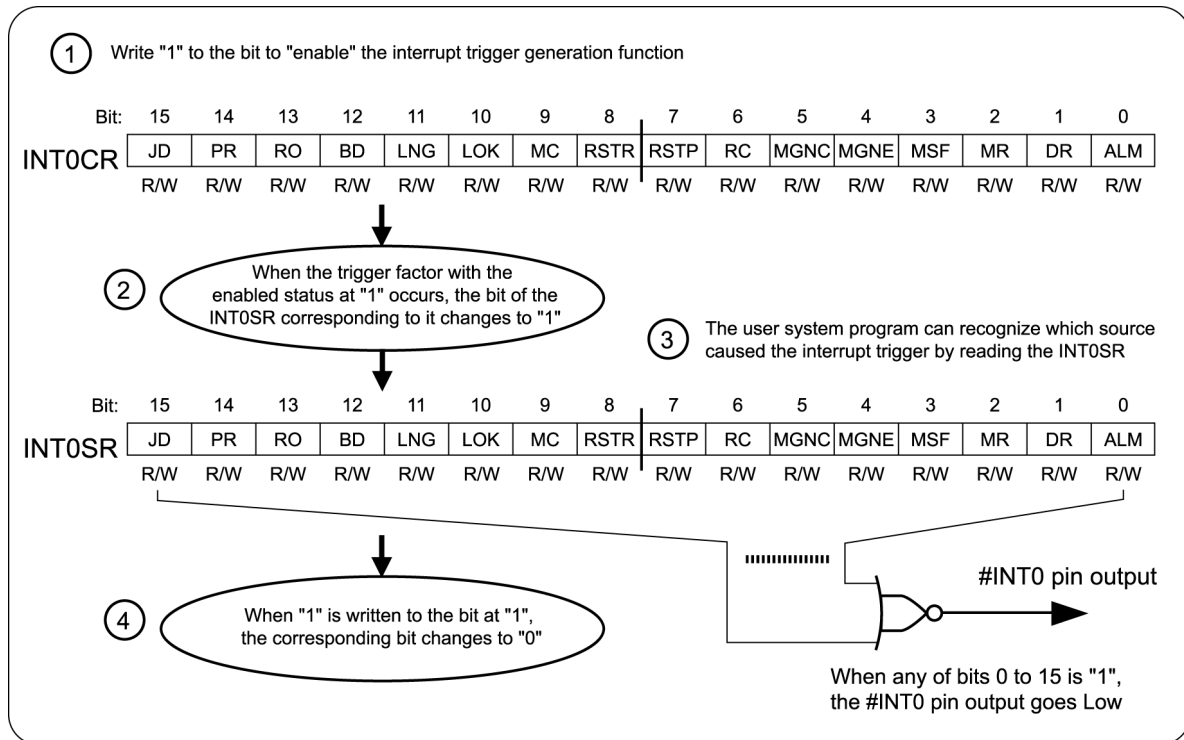 1 Write "1" to the bit to "enable" the interrupt trigger generation function
Bit: 15 14 13 12 11 10 9 8 7 6 5 4 3 2 1 0
INT0CR JD PR RO BD LNG LOK MC RSTR RSTP RC MGNC MGNE MSF MR DR ALM
R/W R/W R/W R/W R/W R/W R/W R/W R/W R/W R/W R/W R/W R/W R/W R/W
2
When the trigger factor with the
enabled status at "1" occurs, the bit of the
INT0SR corresponding to it changes to "1"
3
The user system program can recognize which source
caused the interrupt trigger by reading the INT0SR
Bit: 15 14 13 12 11 10 9 8 7 6 5 4 3 2 1 0
INT0SR JD PR RO BD LNG LOK MC RSTR RSTP RC MGNC MGNE MSF MR DR ALM
R/W R/W R/W R/W R/W R/W R/W R/W R/W R/W R/W R/W R/W R/W R/W R/W
4
When "1" is written to the bit at "1",
the corresponding bit changes to "0"
#INT0 pin output
When any of bits 0 to 15 is "1",
the #INT0 pin output goes Low